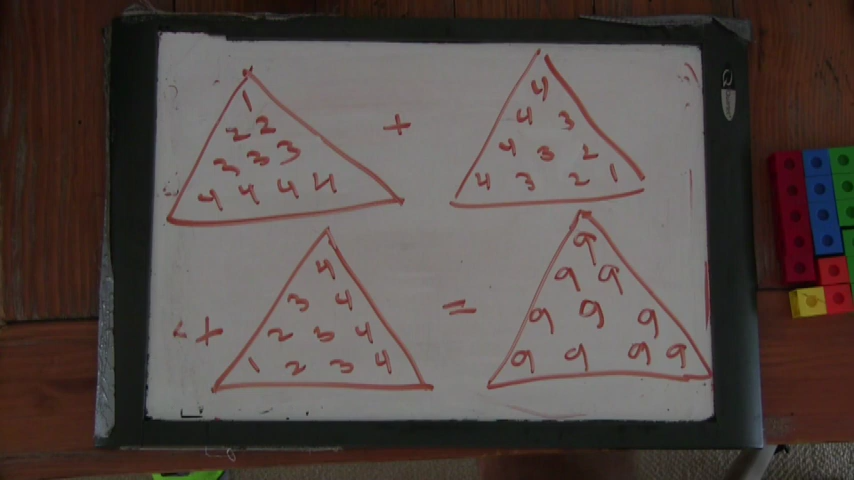 1
2 2
3 3 3
4 4 4 4
+
4
4 3
4 3 2
4 3 2 1
+
4
3 4
2 3 4
1 2 3 4
=
9
9 9
9 9 9
9 9 9 9